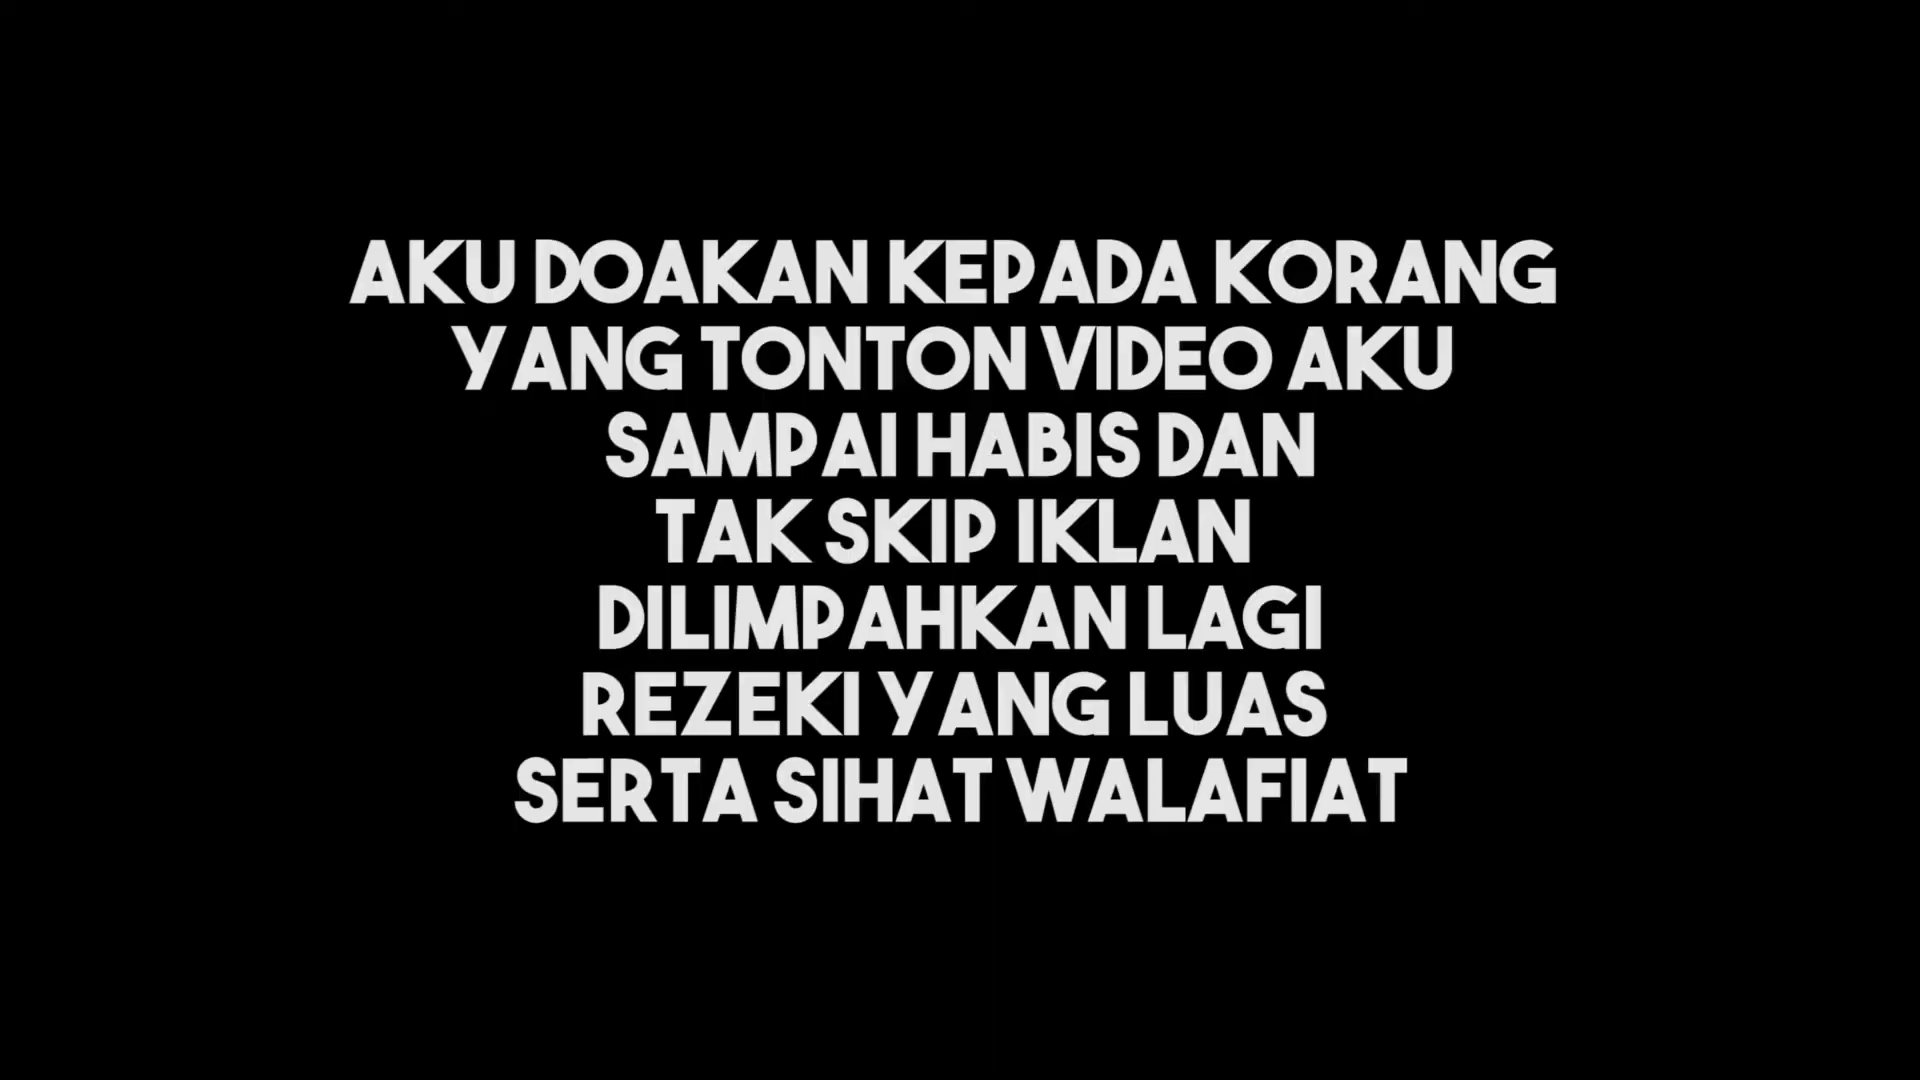 AKU DOAKAN KEPADA KORANG
YANG TONTON VIDEO AKU
SAMPAI HABIS DAN
TAK SKIP IKLAN
DILIMPAHKAN LAGI
REZEKI YANG LUAS
SERTA SIHAT WALAFIAT